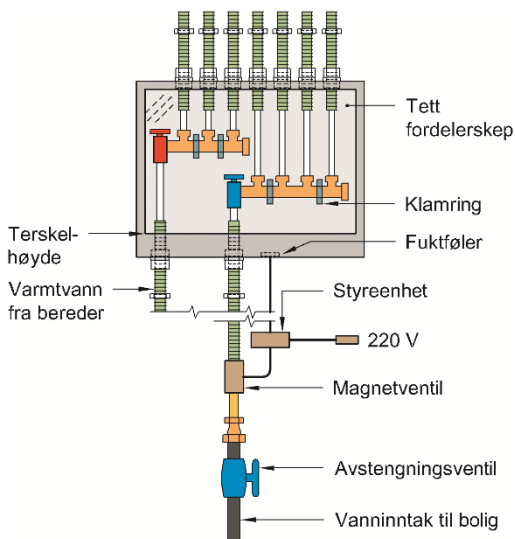 Tett
fordelerskep
Klamring
Terskel-
høyde
Fuktføler
Varmtvann
fra bereder
Styreenhet
220 V
Magnetventil
Avstengningsventil
Vanninntak til bolig